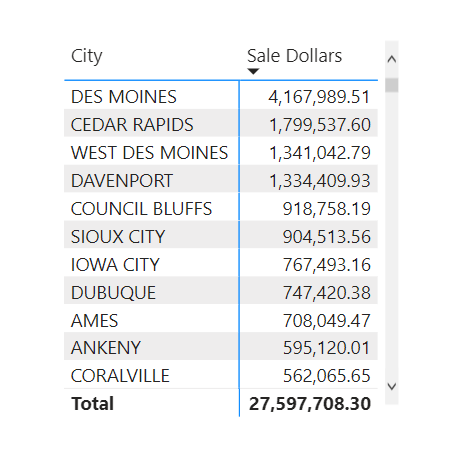 City Sale Dollars
DES MOINES 4,167,989.51
CEDAR RAPIDS 1,799,537.60
WEST DES MOINES 1,341,042.79
DAVENPORT 1,334,409.93
COUNCIL BLUFFS 918,758.19
SIOUX CITY 904,513.56
IOWA CITY 767,493.16
DUBUQUE 747,420.38
AMES 708,049.47
ANKENY 595,120.01
CORALVILLE 562,065.65
Total 27,597,708.30